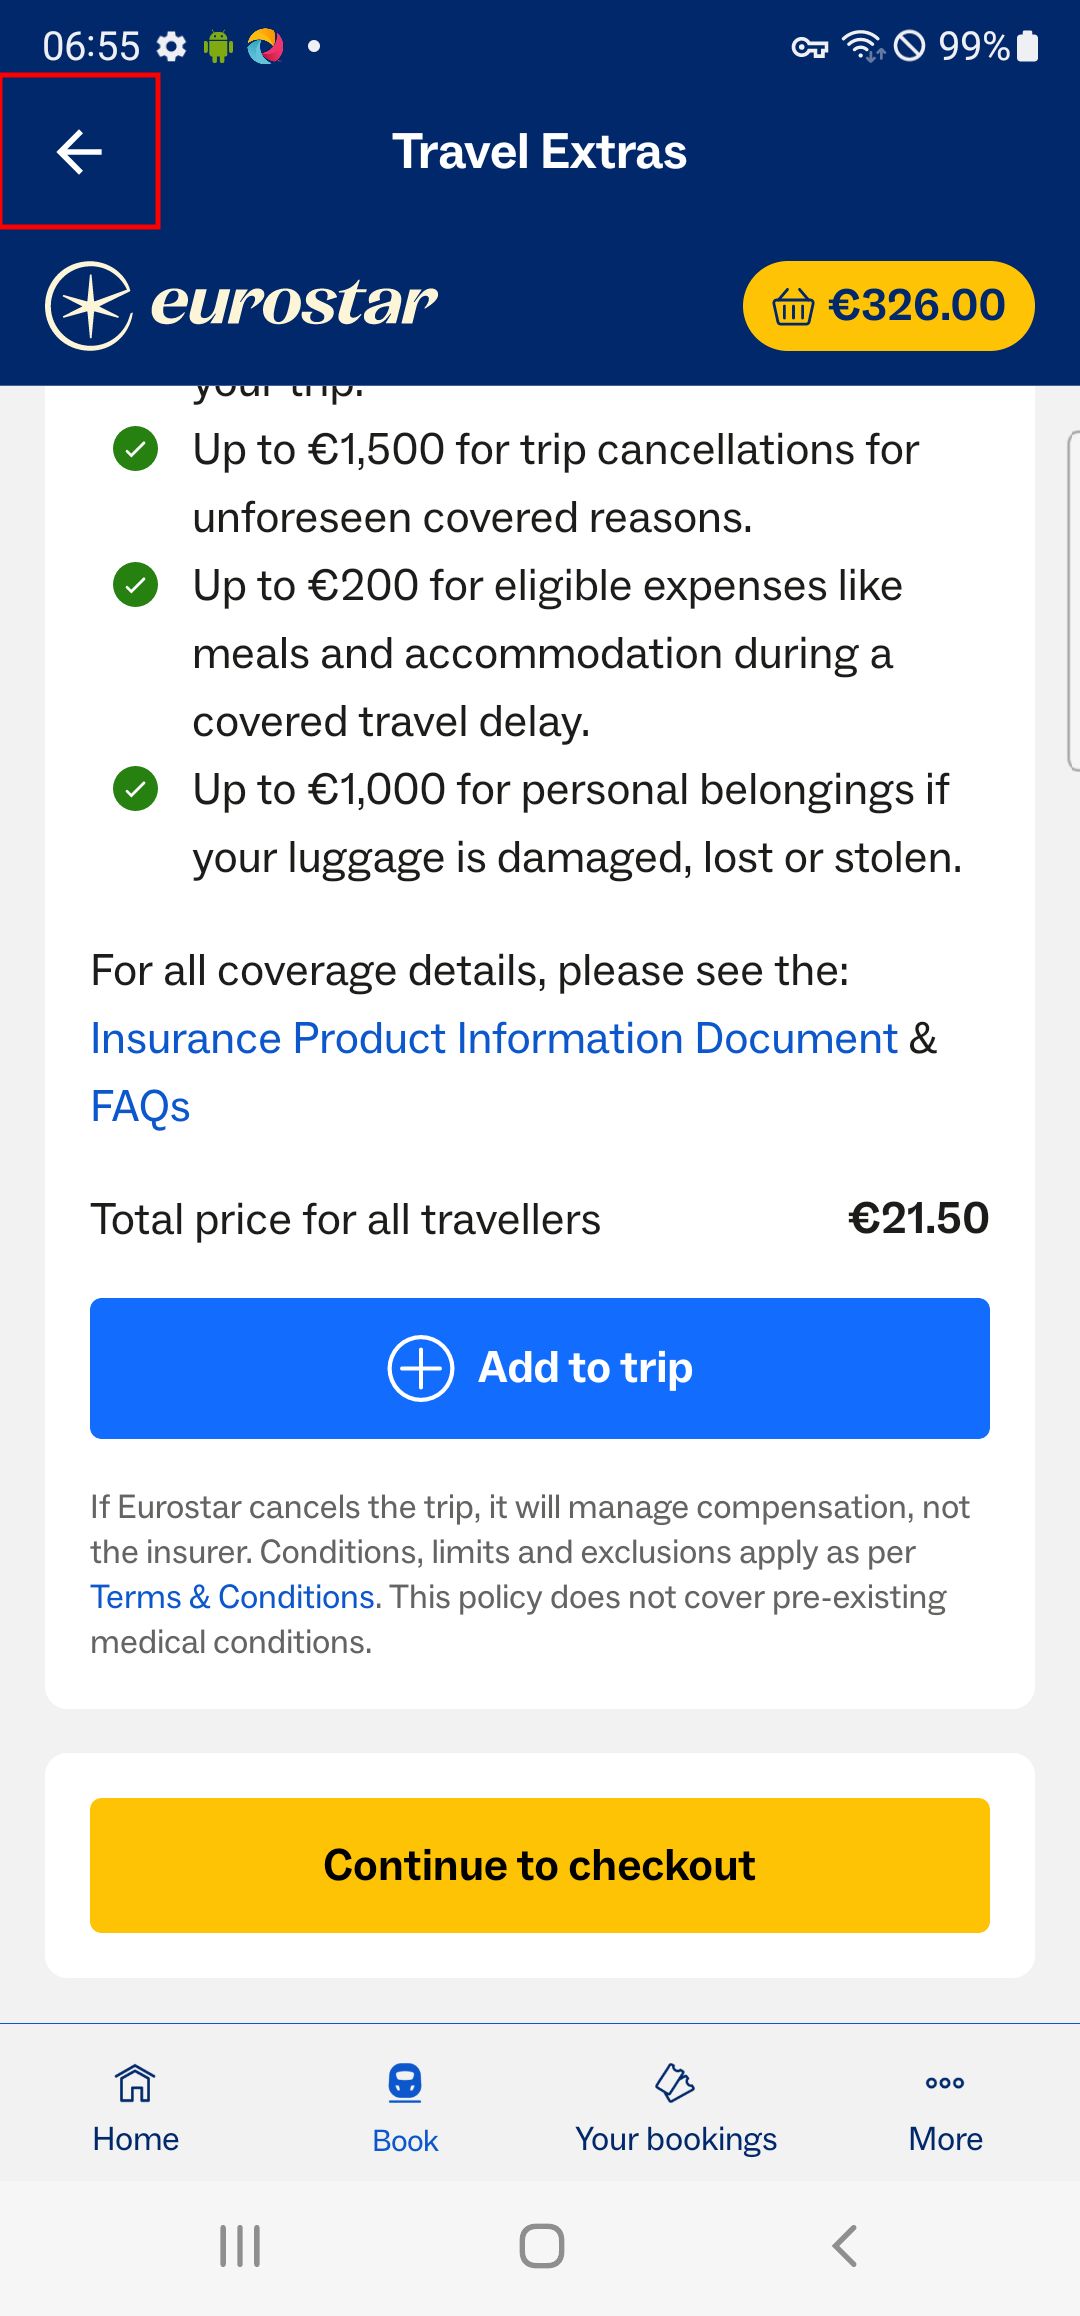 06:55
99%
Travel Extras
eurostar
€326.00
your trip.
Up to €1,500 for trip cancellations for
unforeseen covered reasons.
Up to €200 for eligible expenses like
meals and accommodation during a
covered travel delay.
Up to €1,000 for personal belongings if
your luggage is damaged, lost or stolen.
For all coverage details, please see the:
Insurance Product Information Document &
FAQs
Total price for all travellers €21.50
Add to trip
If Eurostar cancels the trip, it will manage compensation, not
the insurer. Conditions, limits and exclusions apply as per
Terms & Conditions. This policy does not cover pre-existing
medical conditions.
Continue to checkout
Home
Book
Your bookings
More